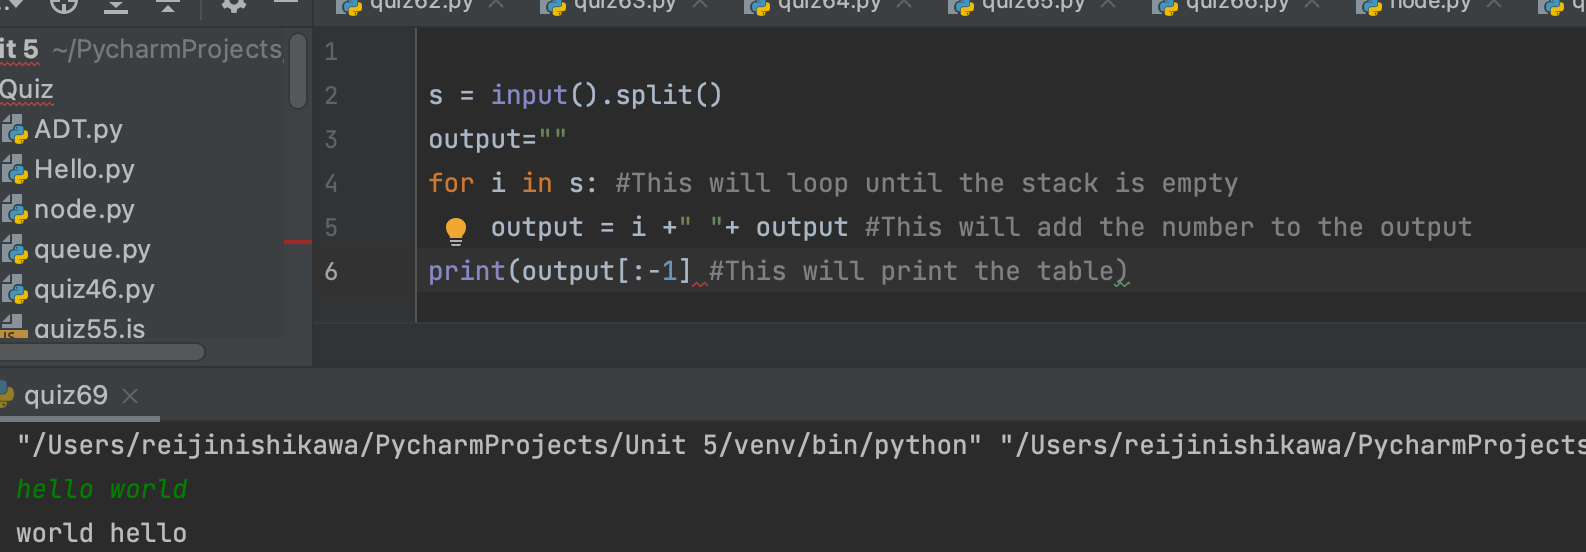 quiz62.py quiz63.py quiz64.py quiz65.py quiz66.py node.py
it 5 ~/PycharmProjects
Quiz
ADT.py
Hello.py
node.py
queue.py
quiz46.py
quiz55.js
1
2 s = input().split()
3 output=""
4 for i in s: #This will loop until the stack is empty
5 output = i +" "+ output #This will add the number to the output
6 print(output[:-1] #This will print the table)
quiz69
"/Users/reijinishikawa/PycharmProjects/Unit 5/venv/bin/python" "/Users/reijinishikawa/PycharmProjects
hello world
world hello